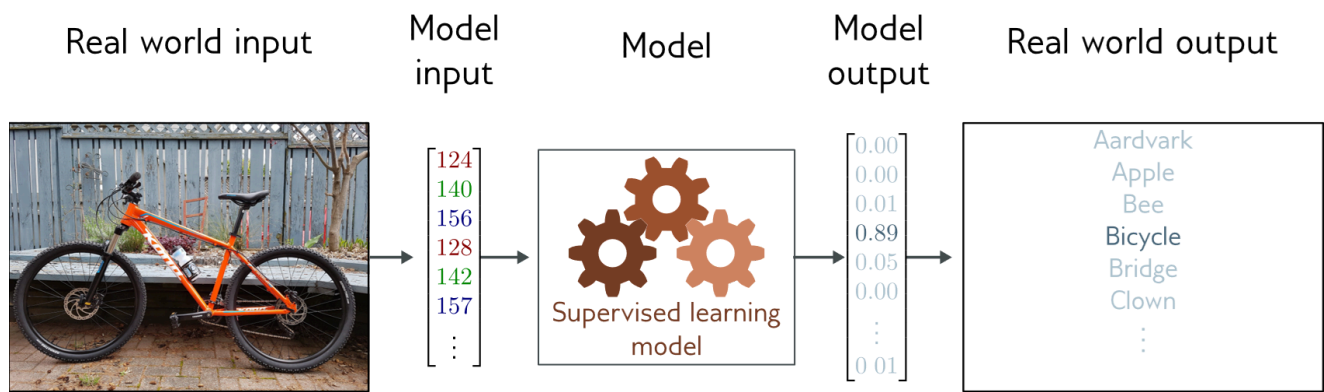 Real world input
Model input
Model
Model output
Real world output
KONA
124
140
156
128
142
157
⋮
Supervised learning
model
0.00
0.00
0.01
0.89
0.05
0.00
⋮
0 01
Aardvark
Apple
Bee
Bicycle
Bridge
Clown
⋮